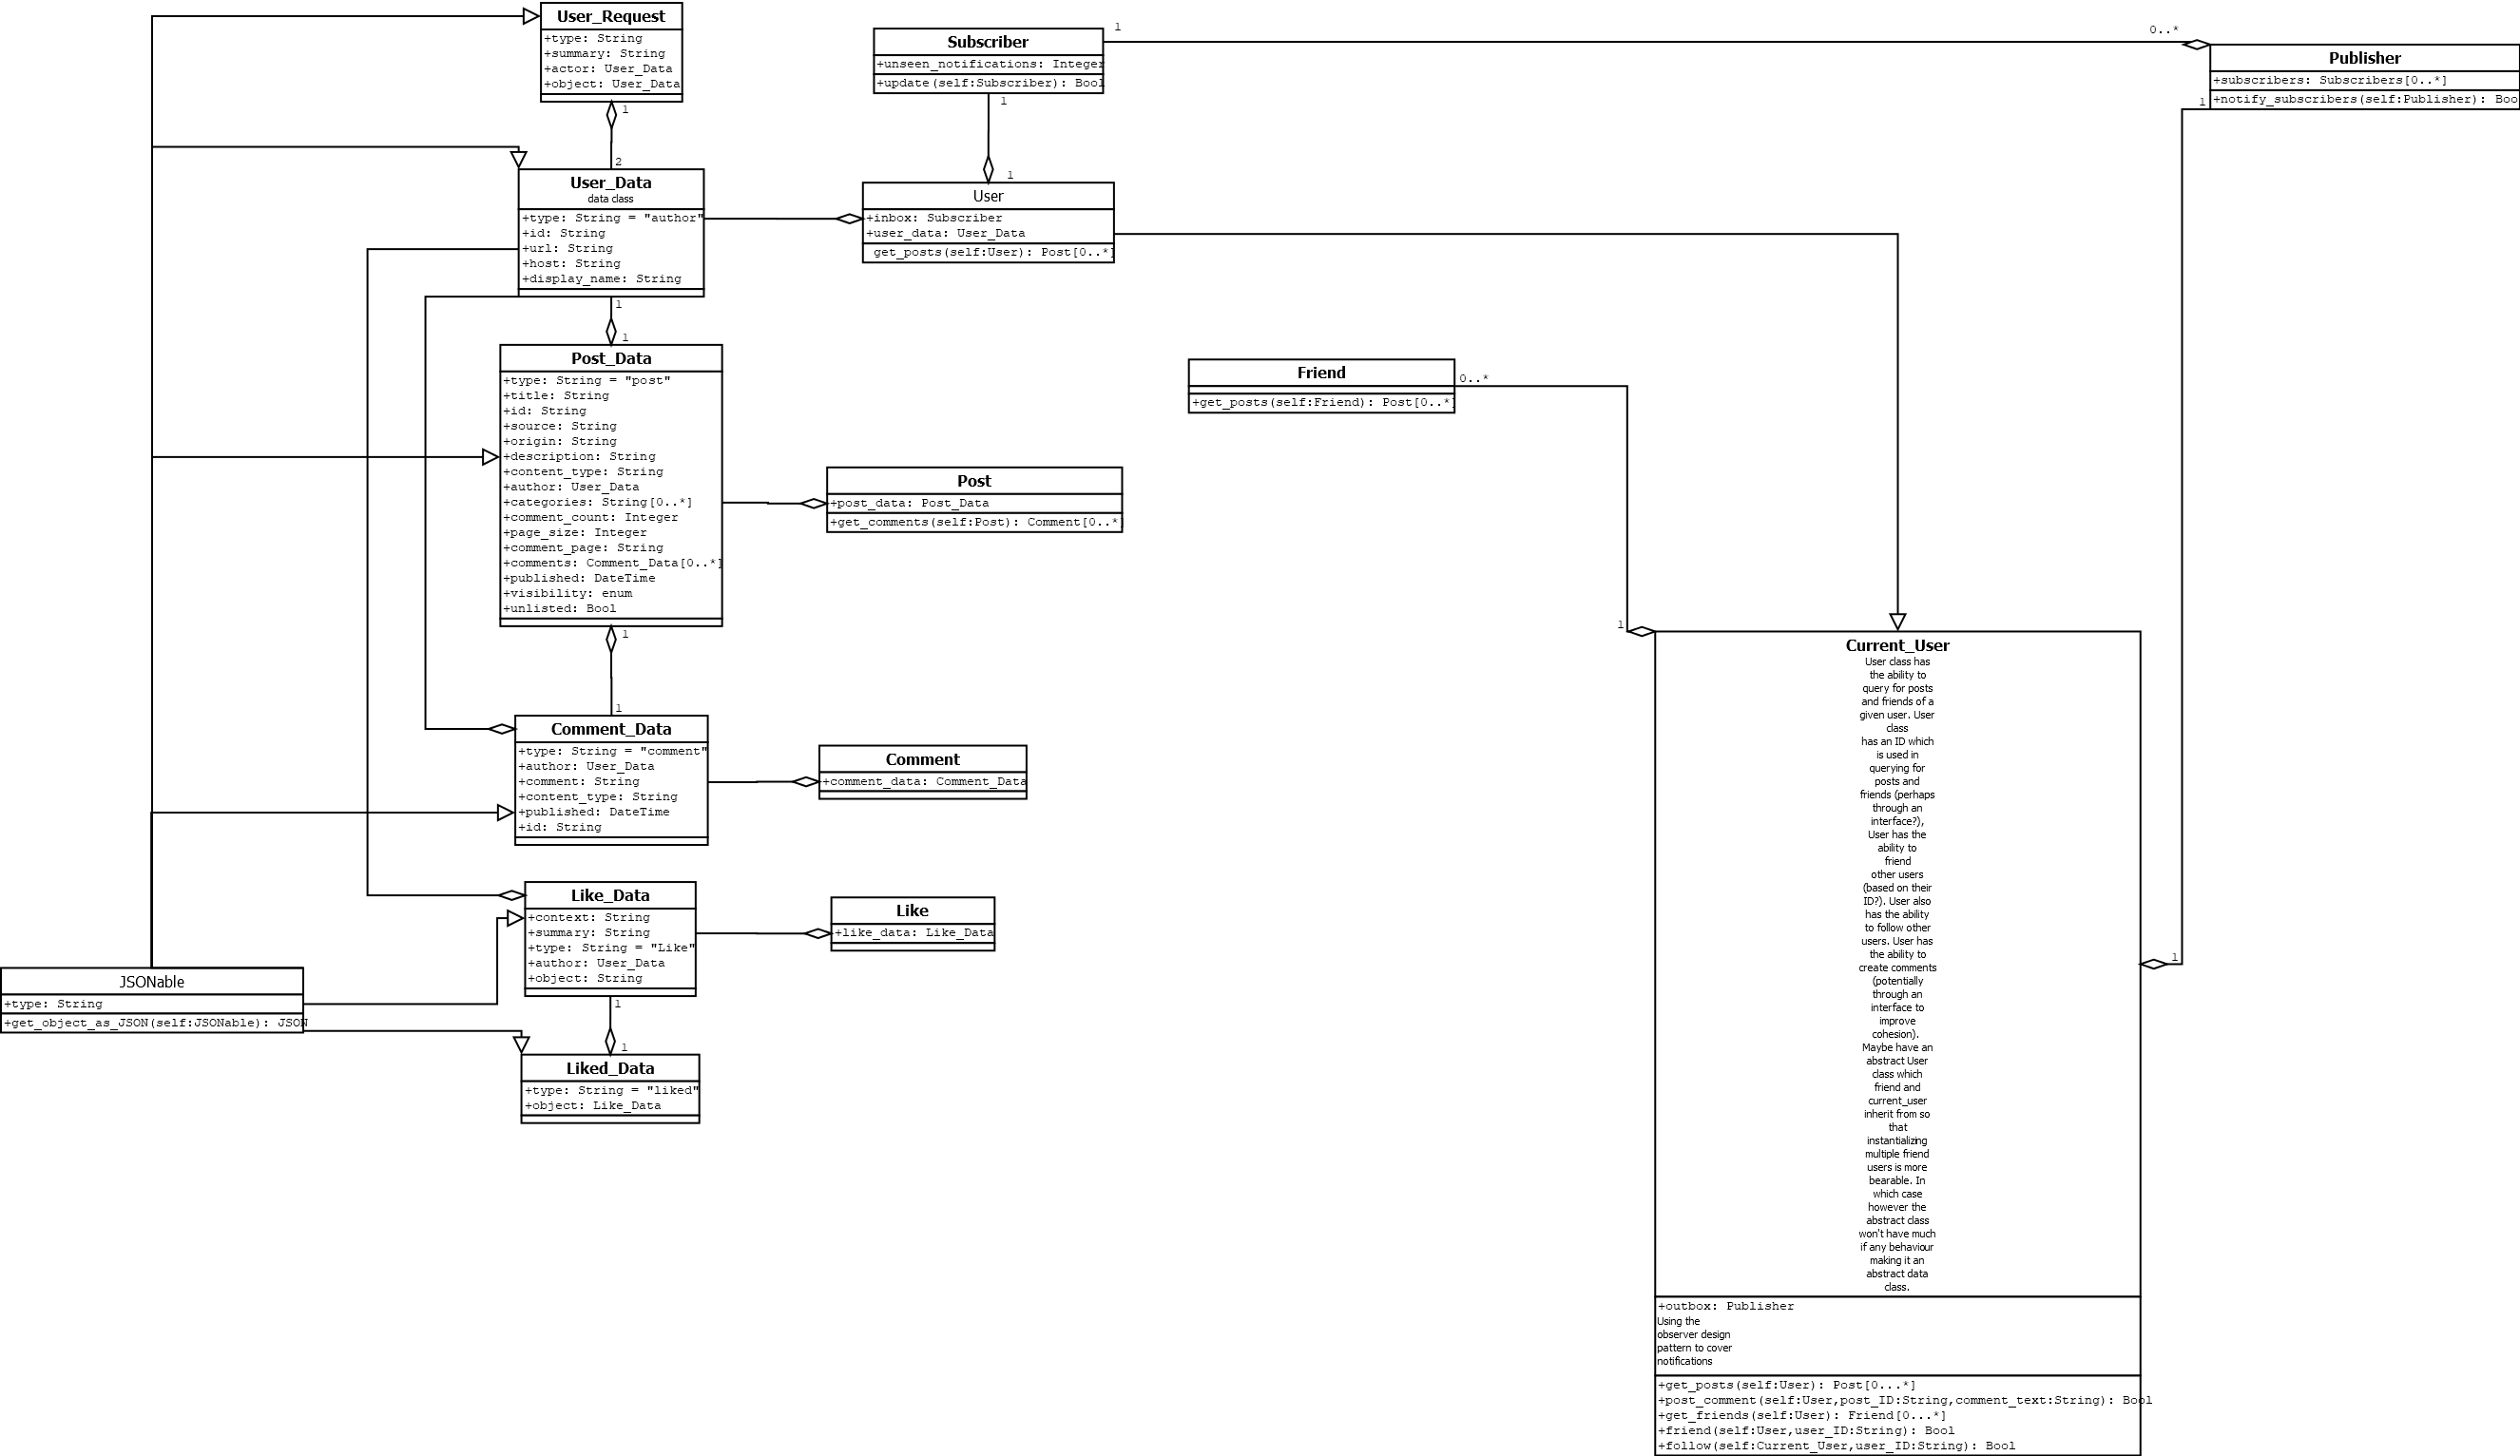 User_Request
+type: String
+summary: String
+actor: User_Data
+object: User_Data
1
2
User_Data
data class
+type: String = "author"
+id: String
+url: String
+host: String
+display_name: String
1
1
Subscriber
+unseen_notifications: Integer
+update(self:Subscriber): Bool
1
1
1
User
+inbox: Subscriber
+user_data: User_Data
get_posts(self:User): Post[0..*]
0..*
Publisher
+subscribers: Subscribers[0..*]
+notify_subscribers(self:Publisher): Boo
1
Post_Data
+type: String = "post"
+title: String
+id: String
+source: String
+origin: String
+description: String
+content_type: String
+author: User_Data
+categories: String[0..*]
+comment_count: Integer
+page_size: Integer
+comment_page: String
+comments: Comment_Data[0..*]
+published: DateTime
+visibility: enum
+unlisted: Bool
1
1
Friend
+get_posts(self:Friend): Post[0..*]
0..*
1
Post
+post_data: Post_Data
+get_comments(self:Post): Comment[0..*]
Comment_Data
+type: String = "comment"
+author: User_Data
+comment: String
+content_type: String
+published: DateTime
+id: String
Comment
+comment_data: Comment_Data
Like_Data
+context: String
+summary: String
+type: String = "Like"
+author: User_Data
+object: String
1
1
Like
+like_data: Like_Data
JSONable
+type: String
+get_object_as_JSON(self:JSONable): JSON
Liked_Data
+type: String = "liked"
+object: Like_Data
Current_User
User class has
the ability to
query for posts
and friends of a
given user. User
class
has an ID which
is used in
querying for
posts and
friends (perhaps
through an
interface?),
User has the
ability to
friend
other users
(based on their
ID?). User also
has the ability
to follow other
users. User has
the ability to
create comments
(potentially
through an
interface to
improve
cohesion).
Maybe have an
abstract User
class which
friend and
current_user
inherit from so
that
instantializing
multiple friend
users is more
bearable. In
which case
however the
abstract class
won't have much
if any behaviour
making it an
abstract data
class.
1
+outbox: Publisher
Using the
observer design
pattern to cover
notifications
+get_posts(self:User): Post[0...*]
+post_comment(self:User,post_ID:String,comment_text:String): Bool
+get_friends(self:User): Friend[0...*]
+friend(self:User,user_ID:String): Bool
+follow(self:Current_User,user_ID:String): Bool